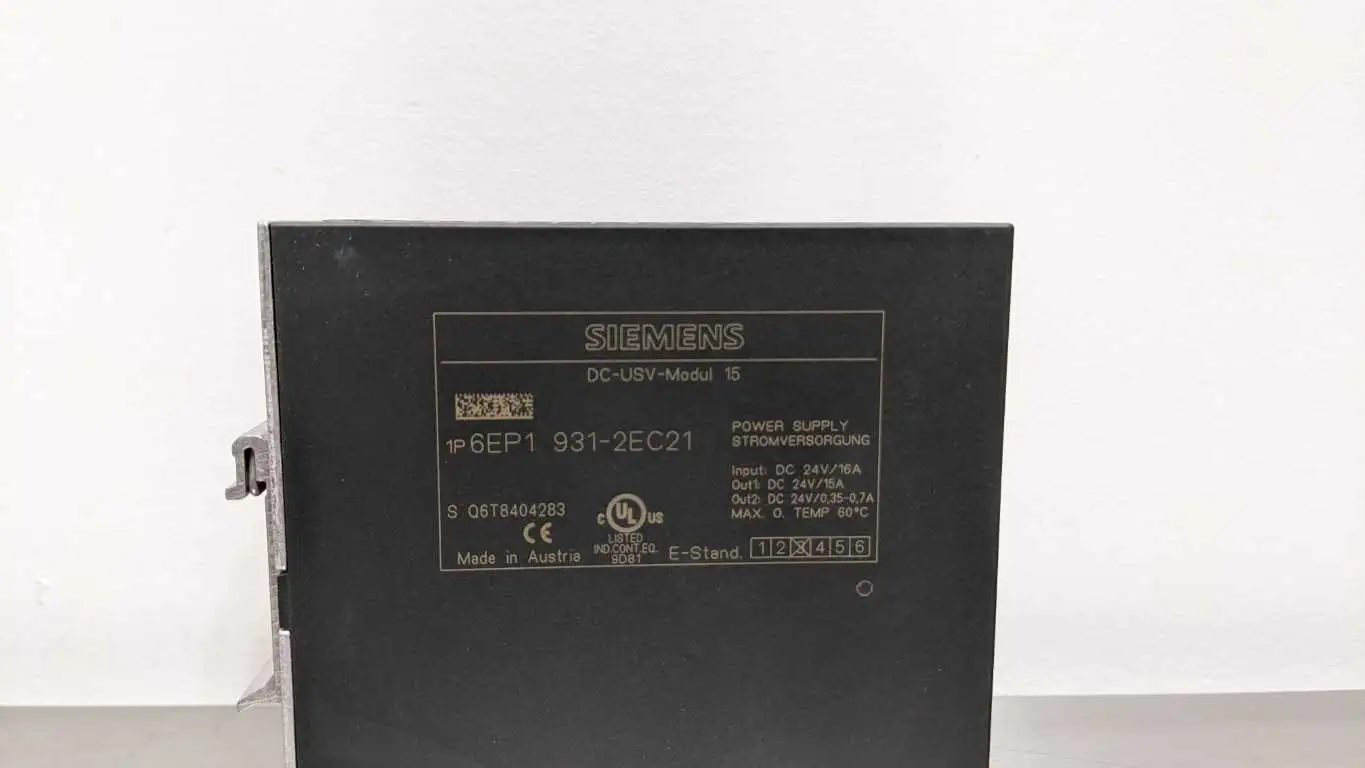 SIEMENS
DC-USV-Modul 15
1P 6EP1 931-2EC21
POWER SUPPLY
STROMVERSORGUNG
Input: DC 24V/16A
Out1: DC 24V/15A
Out2: DC 24V/0,35-0,7A
MAX. O. TEMP 60°C
S Q6T8404283
CE
Made in Austria
C UL US
LISTED
IND.CONT.EQ.
9D81
E-Stand. 1 2 3 4 5 6